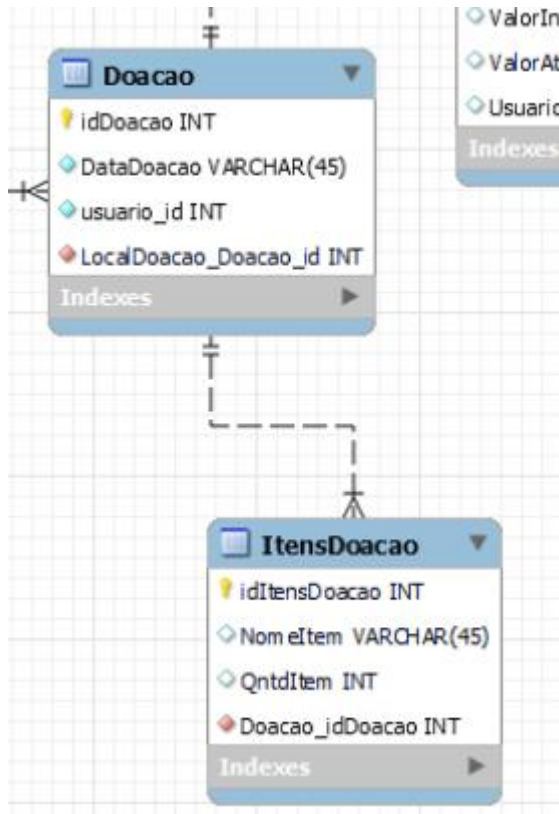 Doacao
idDoacao INT
DataDoacao VARCHAR(45)
usuario_id INT
LocalDoacao_Doacao_id INT
Indexes
ValorIn
ValorAt
Usuario
Indexes
ItensDoacao
idItensDoacao INT
NomeItem VARCHAR(45)
QntdItem INT
Doacao_idDoacao INT
Indexes